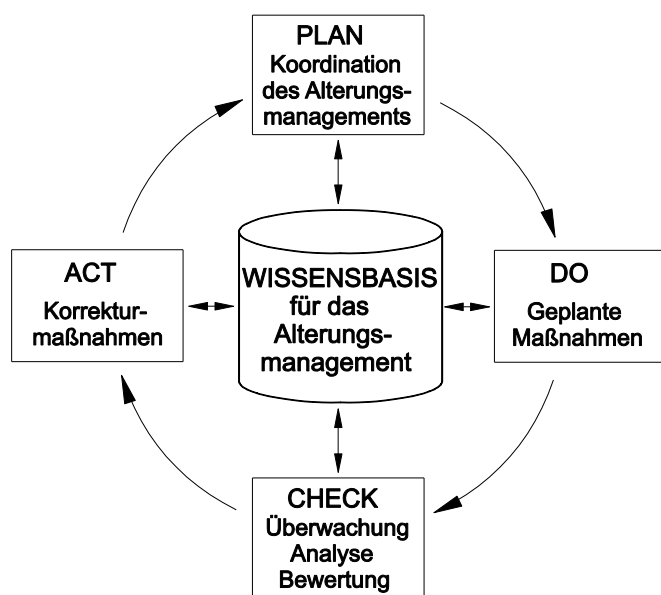 PLAN
Koordination
des Alterungs-
managements
ACT
Korrektur-
maßnahmen
WISSENSBASIS
für das
Alterungs-
management
DO
Geplante
Maßnahmen
CHECK
Überwachung
Analyse
Bewertung